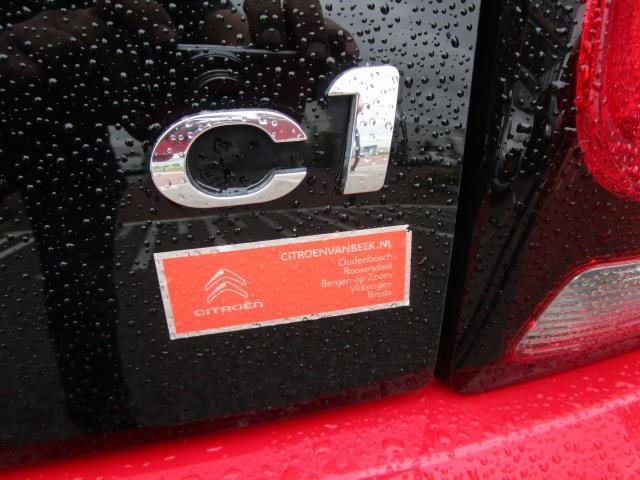 C1
CITROENVANBEEK.NL
Oudenbosch
Roosendaal
Bergen op Zoom
Vlissingen
Breda
CITROËN